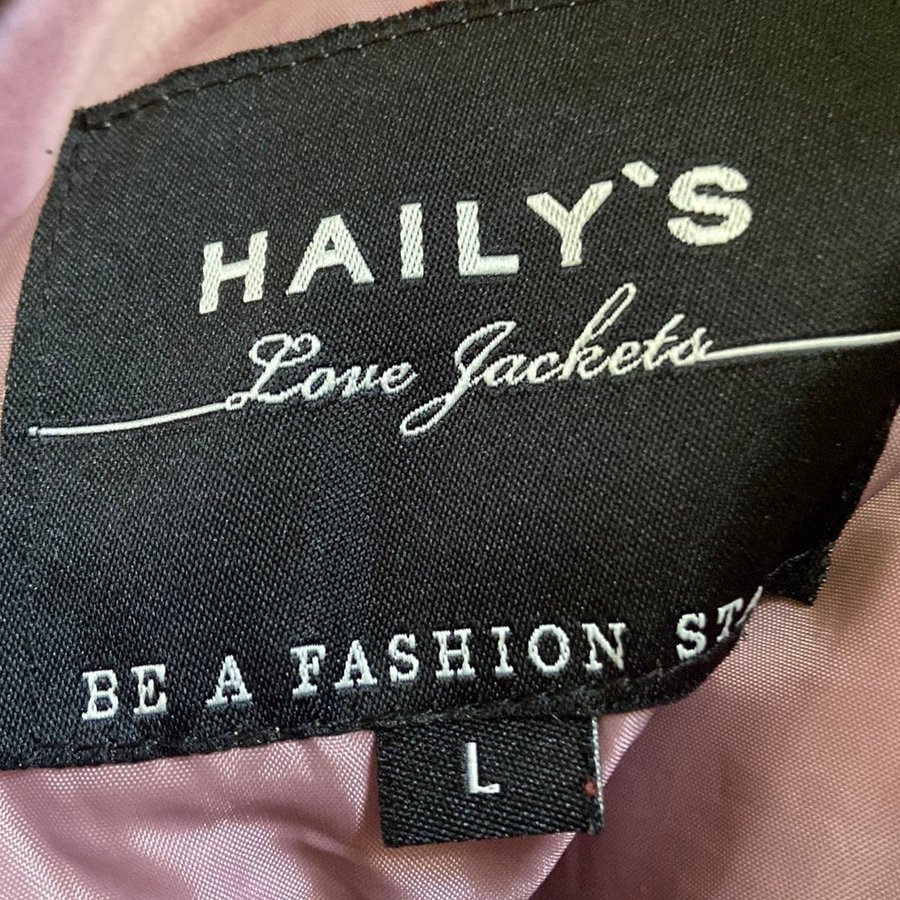 HAILY`S
Love Jackets
BE A FASHION
L